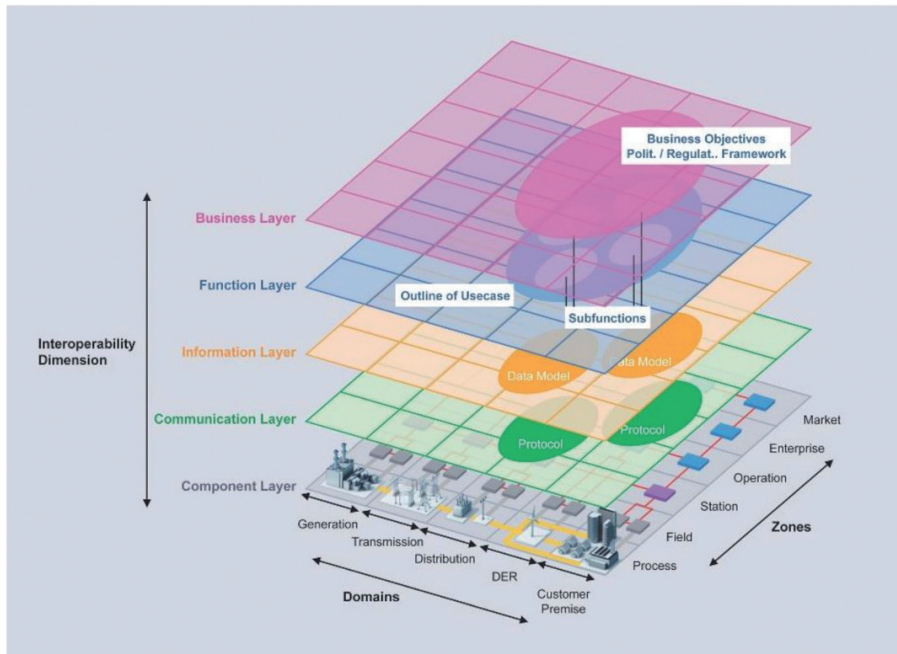 Business Objectives
Polit. / Regulat.. Framework
Business Layer
Function Layer
Outline of Usecase
Subfunctions
Interoperability
Dimension
Information Layer
Data Model
Data Model
Communication Layer
Protocol
Protocol
Component Layer
Market
Enterprise
Operation
Station
Field
Process
Zones
Generation
Transmission
Distribution
DER
Customer
Premise
Domains